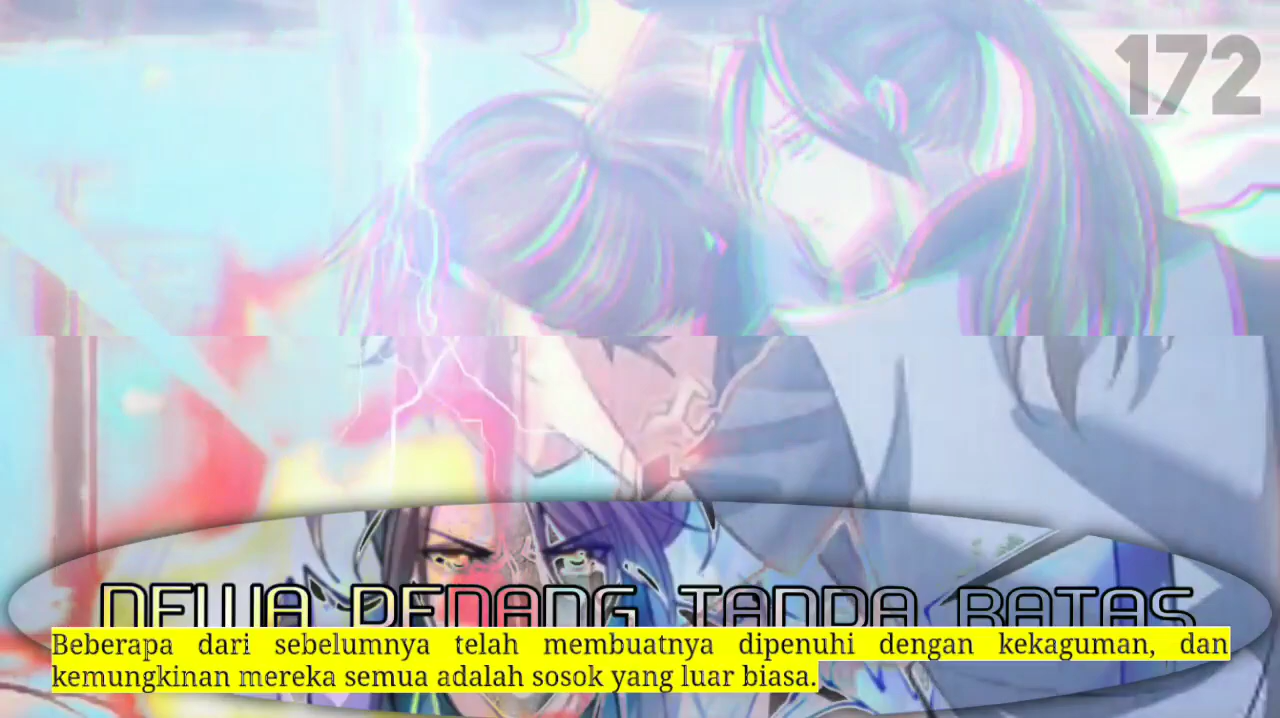 172
DEWA PEDANG TANPA BATAS
Beberapa dari sebelumnya telah membuatnya dipenuhi dengan kekaguman, dan
kemungkinan mereka semua adalah sosok yang luar biasa.